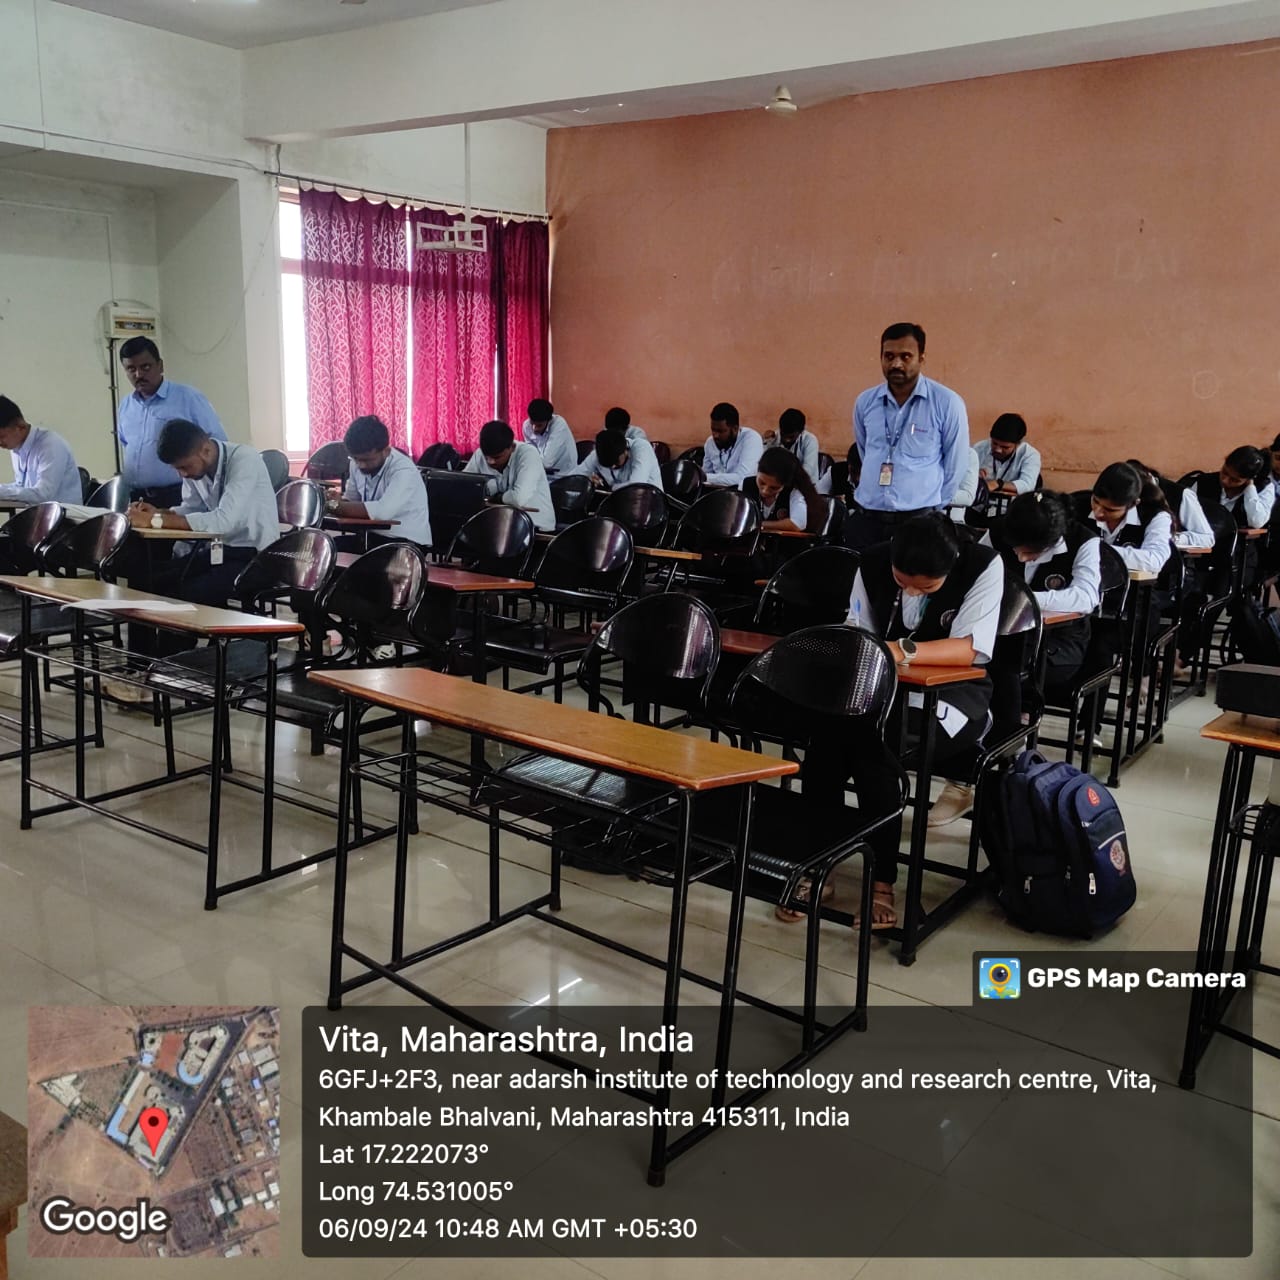 GPS Map Camera
Vita, Maharashtra, India
6GFJ+2F3, near adarsh institute of technology and research centre, Vita,
Khambale Bhalvani, Maharashtra 415311, India
Lat 17.222073°
Long 74.531005°
06/09/24 10:48 AM GMT +05:30
Google